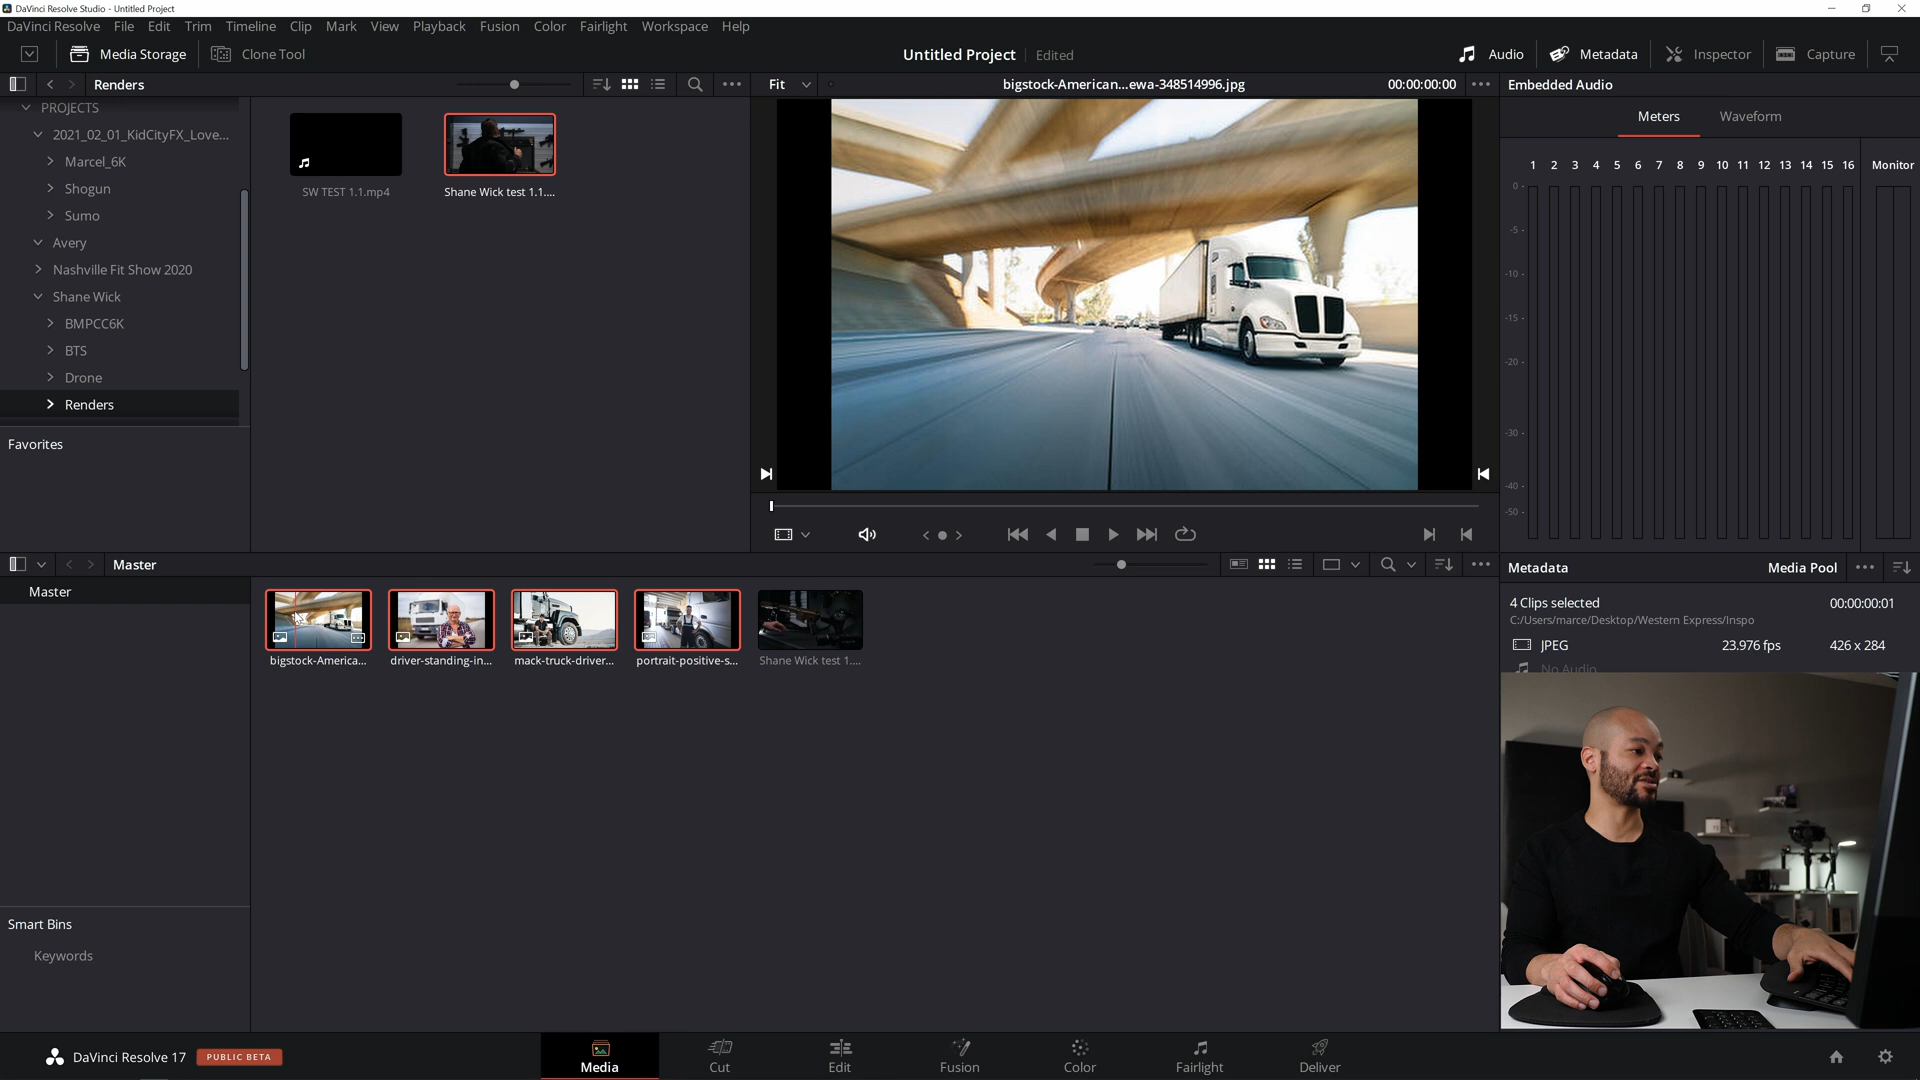 DaVinci Resolve Studio - Untitled Project
DaVinci Resolve File Edit Trim Timeline Clip Mark View Playback Fusion Color Fairlight Workspace Help
Media Storage Clone Tool Untitled Project Edited Audio Metadata Inspector Capture
Renders Fit bigstock-American...ewa-348514996.jpg 00:00:00:00 Embedded Audio
PROJECTS
2021_02_01_KidCityFX_Love...
Marcel_6K
Shogun
Sumo
Avery
Nashville Fit Show 2020
Shane Wick
BMPCC6K
BTS
Drone
Renders
Favorites
SW TEST 1.1.mp4 Shane Wick test 1.1....
Meters Waveform
1 2 3 4 5 6 7 8 9 10 11 12 13 14 15 16 Monitor
0 -
-5 -
-10 -
-15 -
-20 -
-30 -
-40 -
-50 -
Master Metadata Media Pool
Master
bigstock-America... driver-standing-in... mack-truck-driver... portrait-positive-s... Shane Wick test 1....
4 Clips selected 00:00:00:01
C:/Users/marce/Desktop/Western Express/Inspo
JPEG 23.976 fps 426 x 284
No Audio
Smart Bins
Keywords
DaVinci Resolve 17 PUBLIC BETA
Media Cut Edit Fusion Color Fairlight Deliver